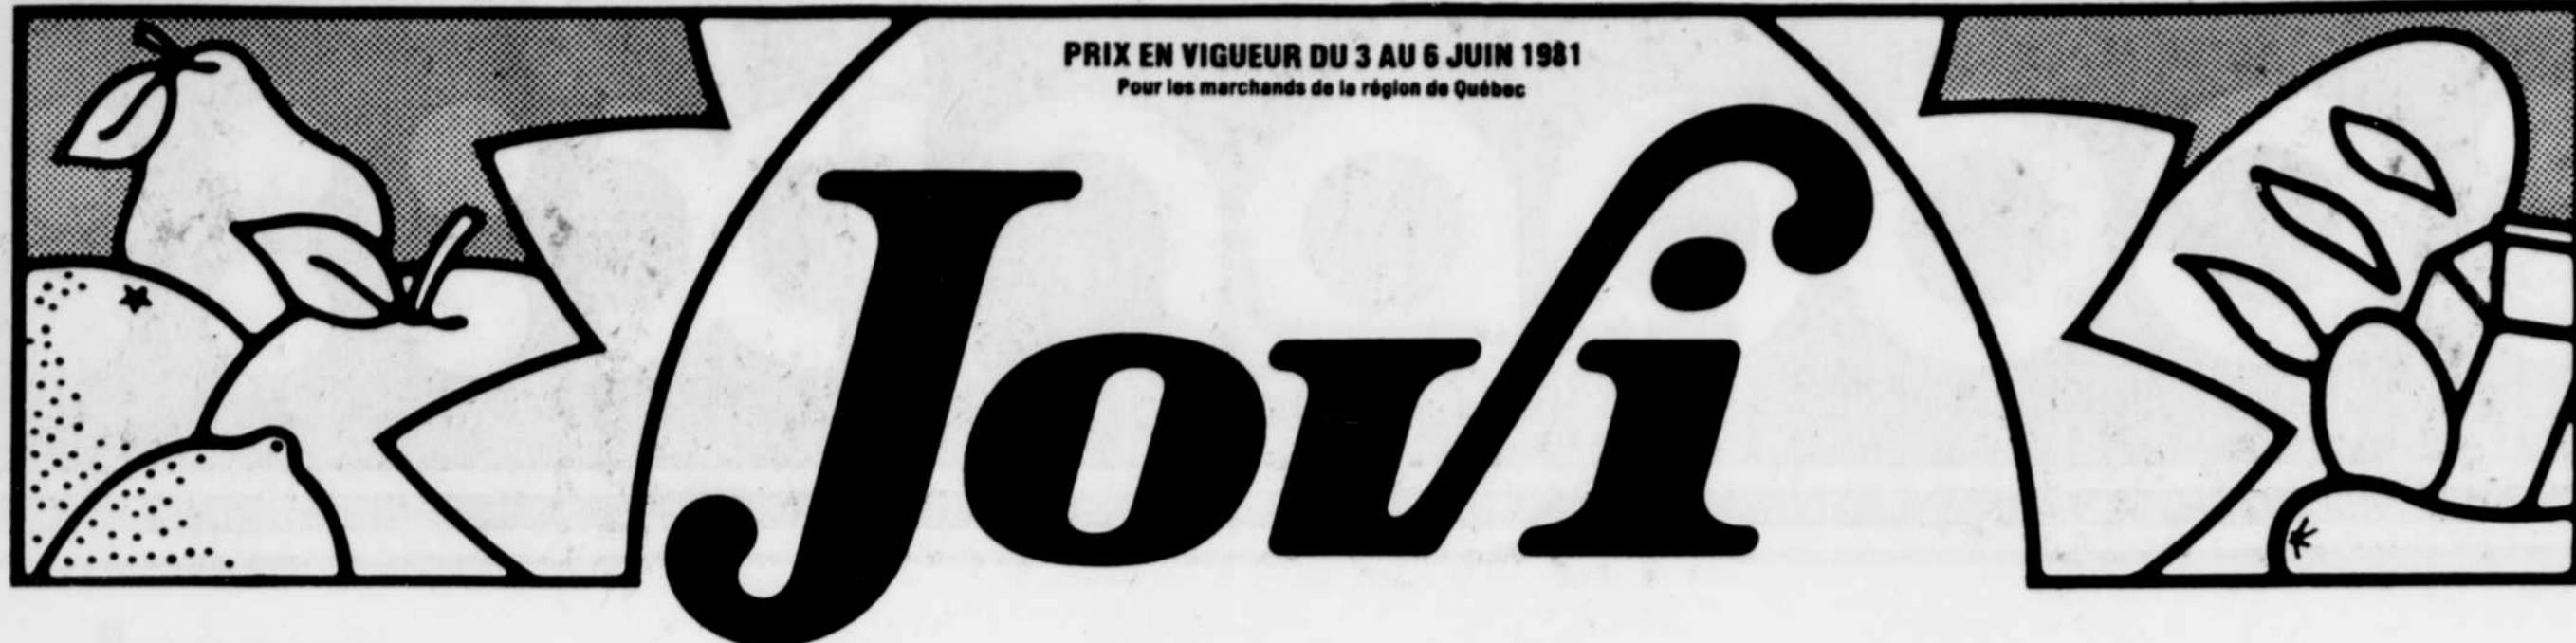 PRIX EN VIGUEUR DU 3 AU 6 JUIN 1981
Pour les marchands de la région de Québec
Jovi